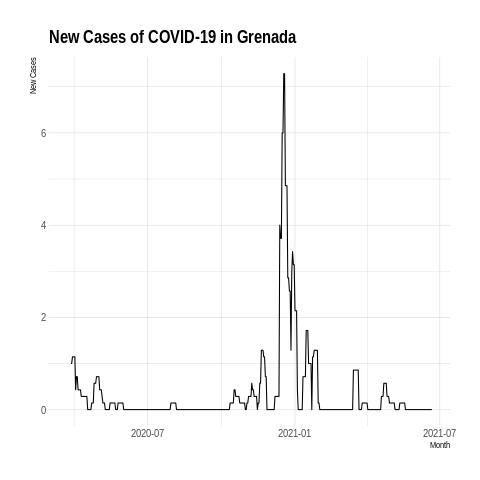 New Cases of COVID-19 in Grenada
New Cases
6
4
2
0
2020-07
2021-01
2021-07
Month